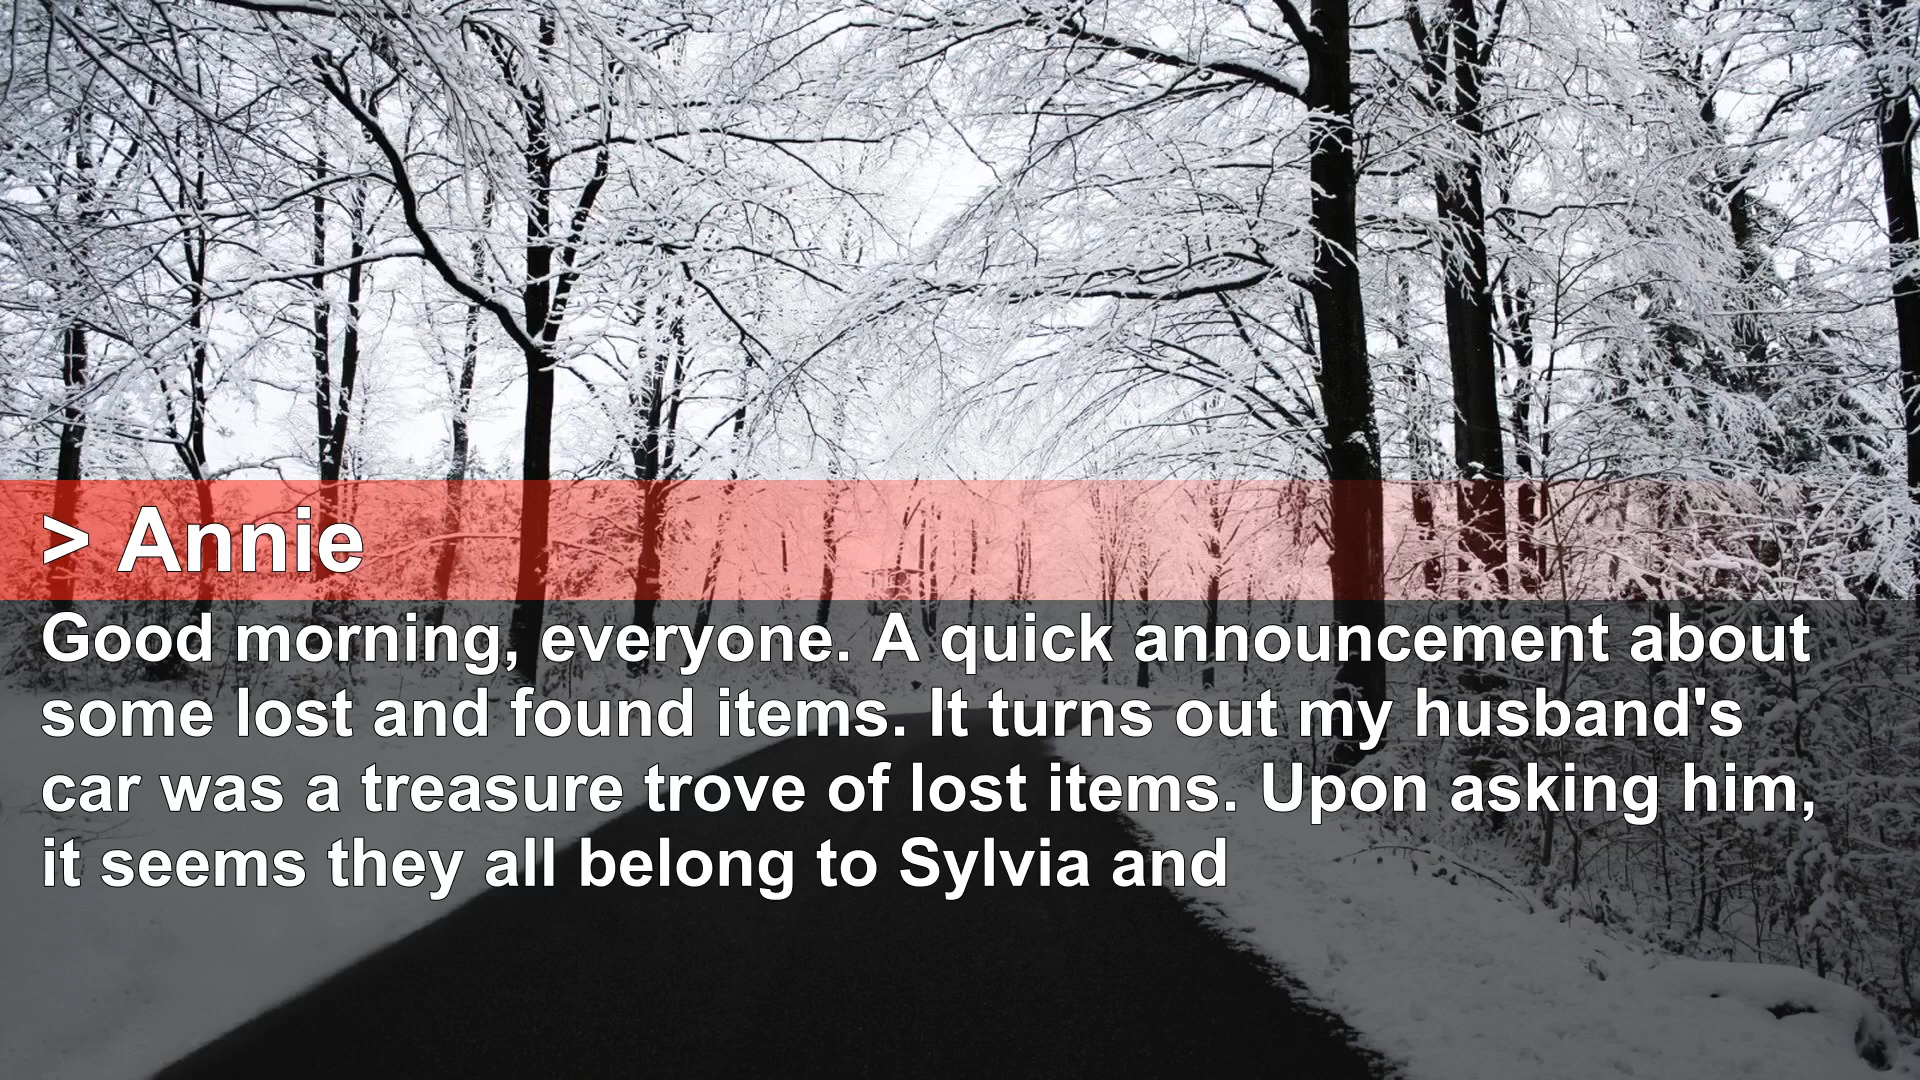 > Annie
Good morning, everyone. A quick announcement about
some lost and found items. It turns out my husband's
car was a treasure trove of lost items. Upon asking him,
it seems they all belong to Sylvia and